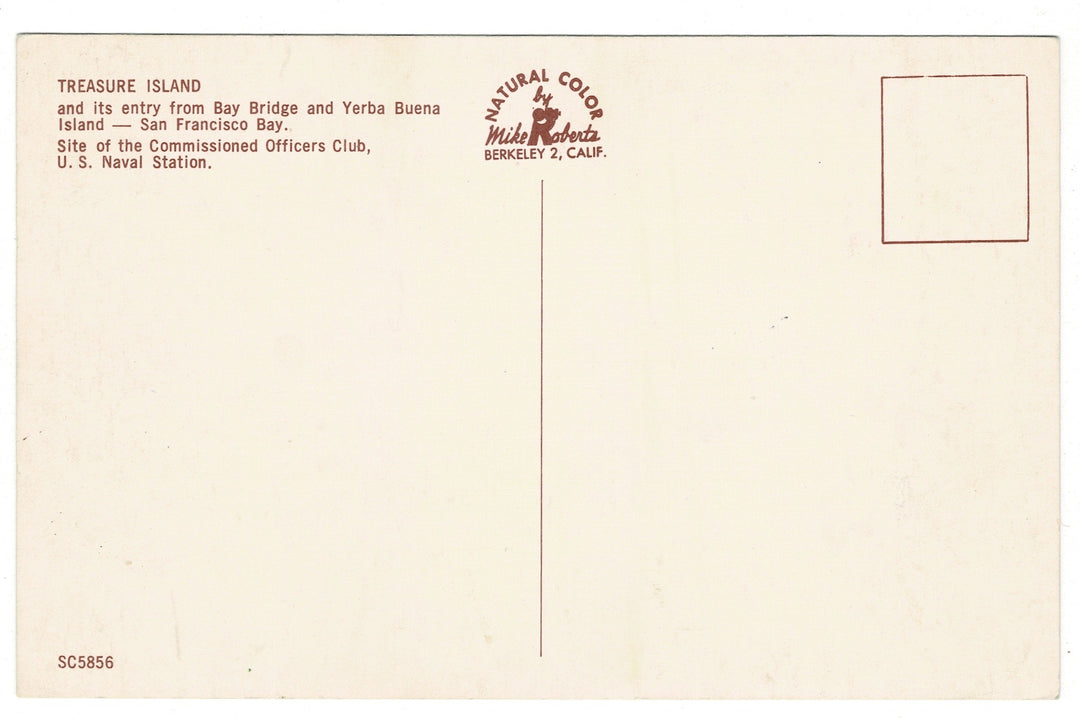 TREASURE ISLAND
and its entry from Bay Bridge and Yerba Buena
Island — San Francisco Bay.
Site of the Commissioned Officers Club,
U. S. Naval Station.
NATURAL COLOR
by
Mike Roberts
BERKELEY 2, CALIF.
SC5856